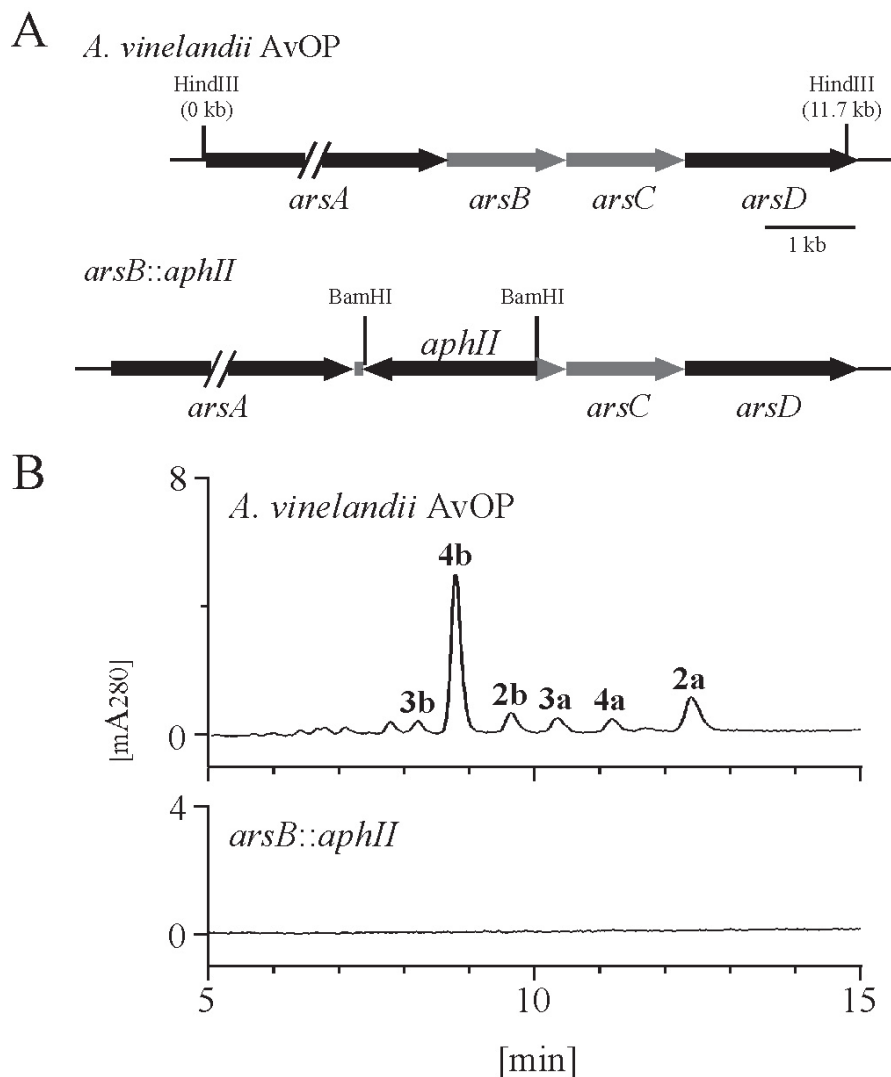 A
A. vinelandii AvOP
HindIII
(0 kb)
HindIII
(11.7 kb)
arsA
arsB
arsC
arsD
1 kb
arsB::aphII
BamHI
BamHI
aphII
arsA
arsC
arsD
B
8
A. vinelandii AvOP
4b
3b
2b
3a
4a
2a
[mA280]
0
4
arsB::aphII
0
5
10
15
[min]